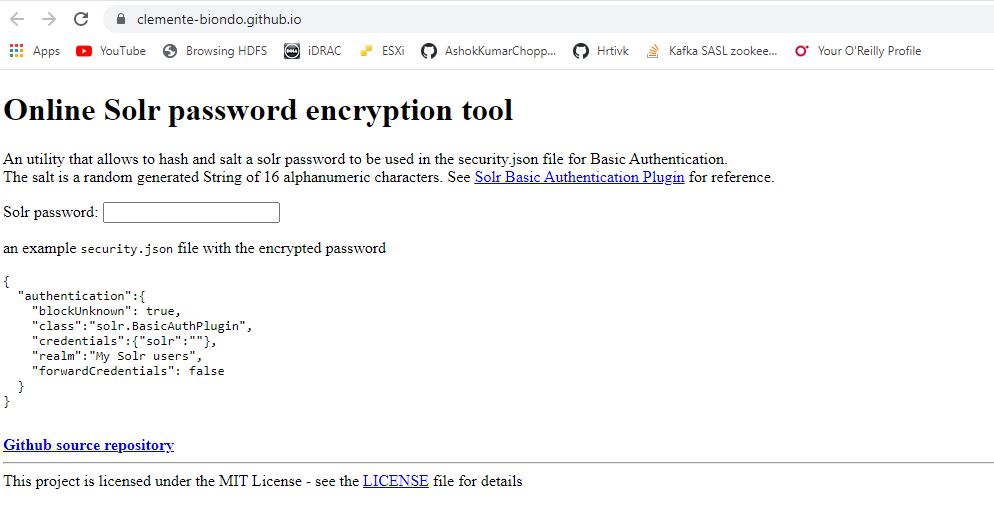 clemente-biondo.github.io
Apps YouTube Browsing HDFS iDRAC ESXi AshokKumarChopp... Hrtivk Kafka SASL zookee... Your O'Reilly Profile
Online Solr password encryption tool
An utility that allows to hash and salt a solr password to be used in the security.json file for Basic Authentication.
The salt is a random generated String of 16 alphanumeric characters. See Solr Basic Authentication Plugin for reference.
Solr password:
an example security.json file with the encrypted password
{
"authentication":{
"blockUnknown": true,
"class":"solr.BasicAuthPlugin",
"credentials":{"solr":""},
"realm":"My Solr users",
"forwardCredentials": false
}
}
Github source repository
This project is licensed under the MIT License - see the LICENSE file for details